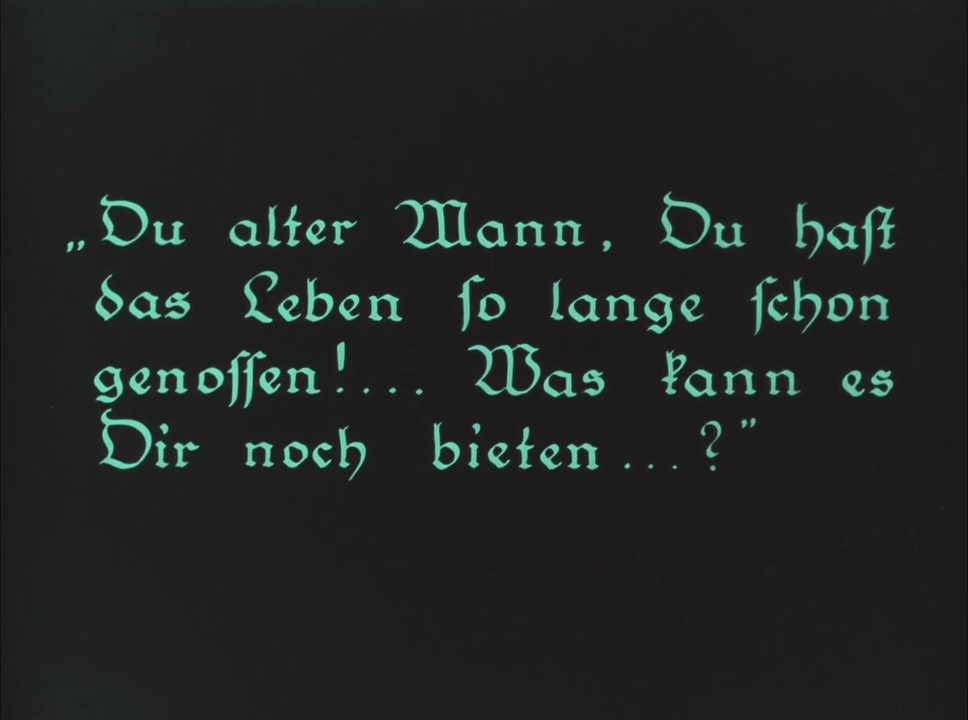 „Du alter Mann, Du haſt
das Leben ſo lange ſchon
genoſſen!... Was kann es
Dir noch bieten...?"